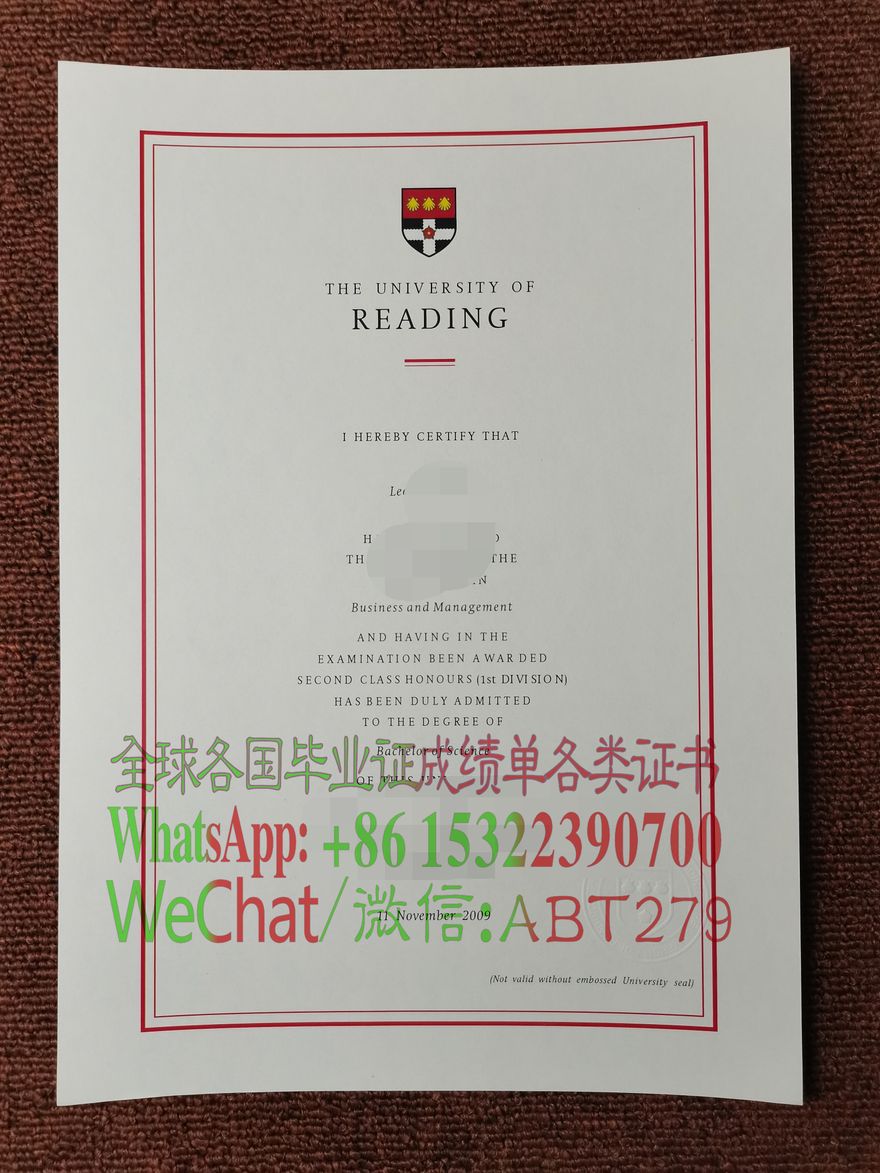 THE UNIVERSITY OF
READING
I HEREBY CERTIFY THAT
THE
Business and Management
AND HAVING IN THE
EXAMINATION BEEN AWARDED
SECOND CLASS HONOURS (1st DIVISION)
HAS BEEN DULY ADMITTED
TO THE DEGREE OF
Bachelor of Science
全球各国毕业证成绩单各类证书
OF THIS
WhatsApp: +86 15322390700
WeChat/微信:ABT279
11 November 2009
(Not valid without embossed University seal)